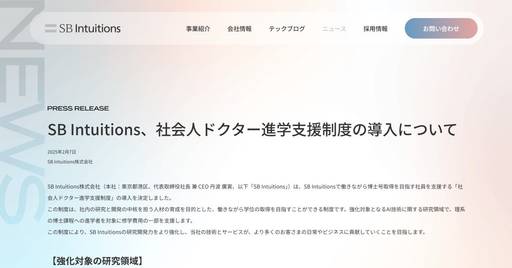 NEWS
SB Intuitions
事業紹介
会社情報
テックブログ
ニュース
採用情報
お問い合わせ
PRESS RELEASE
SB Intuitions、社会人ドクター進学支援制度の導入について
2025年2月7日
SB Intuitions株式会社
SB Intuitions株式会社（本社：東京都港区、代表取締役社長 兼 CEO 丹波 廣寅、以下「SB Intuitions」）は、SB Intuitionsで働きながら博士号取得を目指す社員を支援する「社
会人ドクター進学支援制度」の導入を決定しました。
この制度は、社内の研究と開発の中核を担う人材の育成を目的とした、働きながら学位の取得を目指すことができる制度です。強化対象となるAI技術に関する研究領域で、理系
の博士課程への進学者を対象に修学費用の一部を支援します。
この制度により、SB Intuitionsの研究開発力をより強化し、当社の技術とサービスが、より多くのお客さまの日常やビジネスに貢献していくことを目指します。
【強化対象の研究領域】